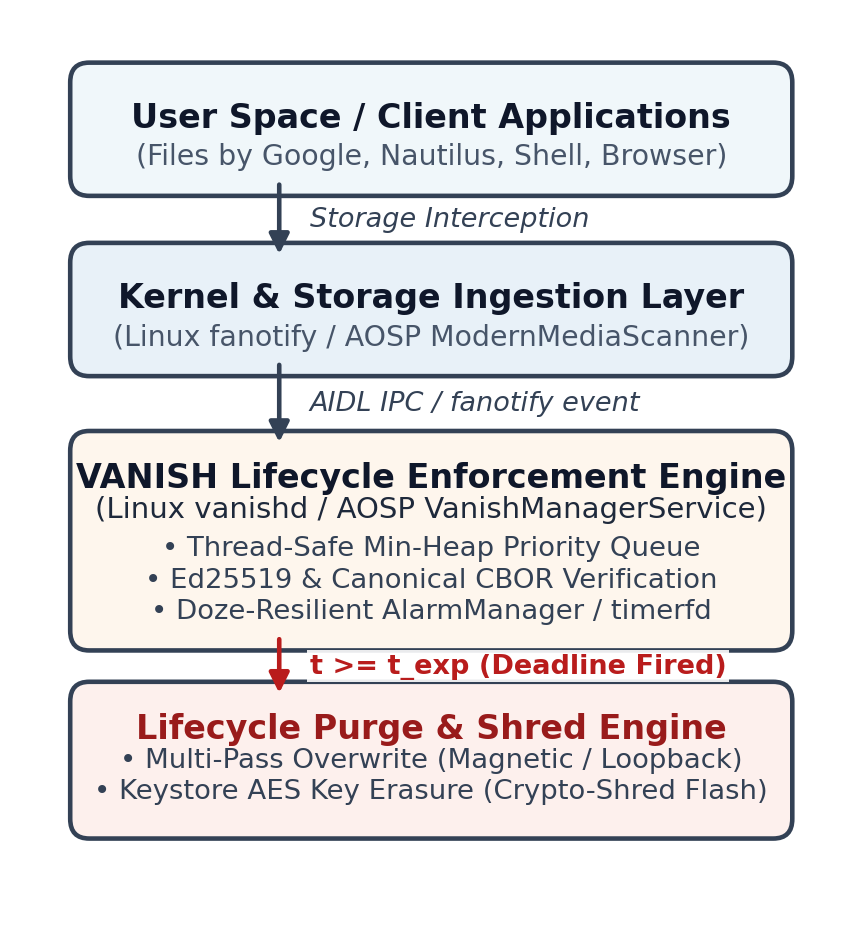 User Space / Client Applications
(Files by Google, Nautilus, Shell, Browser)
Storage Interception
Kernel & Storage Ingestion Layer
(Linux fanotify / AOSP ModernMediaScanner)
AIDL IPC / fanotify event
VANISH Lifecycle Enforcement Engine
(Linux vanishd / AOSP VanishManagerService)
• Thread-Safe Min-Heap Priority Queue
• Ed25519 & Canonical CBOR Verification
• Doze-Resilient AlarmManager / timerfd
t >= t_exp (Deadline Fired)
Lifecycle Purge & Shred Engine
• Multi-Pass Overwrite (Magnetic / Loopback)
• Keystore AES Key Erasure (Crypto-Shred Flash)